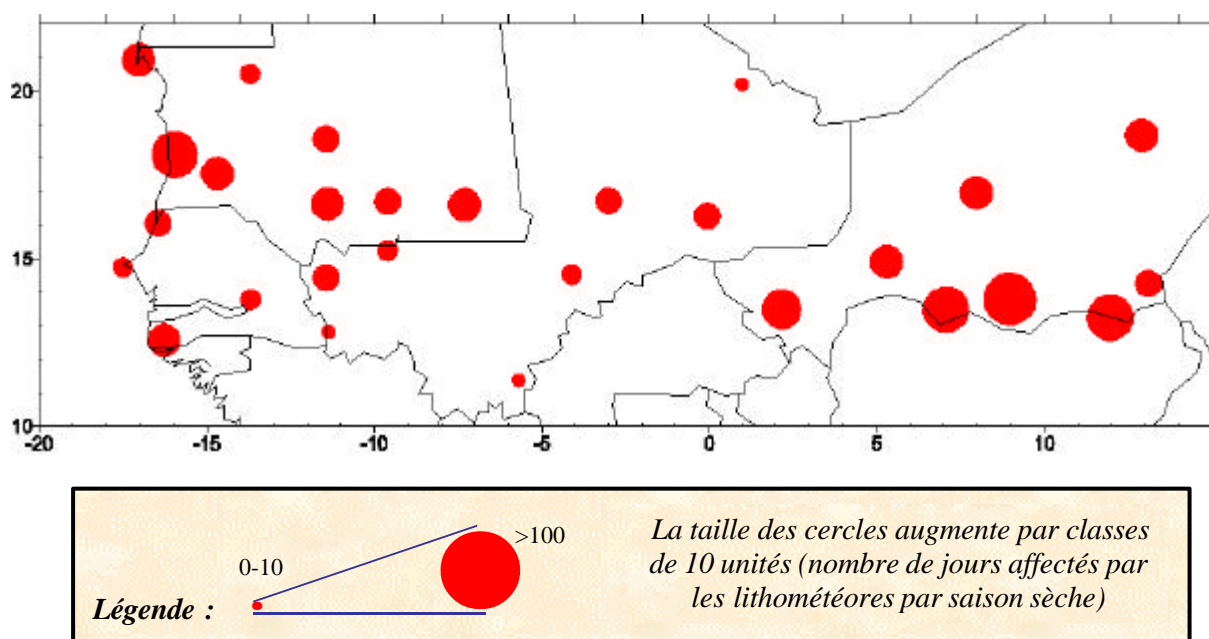 20
15
10
-20 -15 -10 -5 0 5 10
0-10
>100
Légende :
La taille des cercles augmente par classes
de 10 unités (nombre de jours affectés par
les lithométéores par saison sèche)